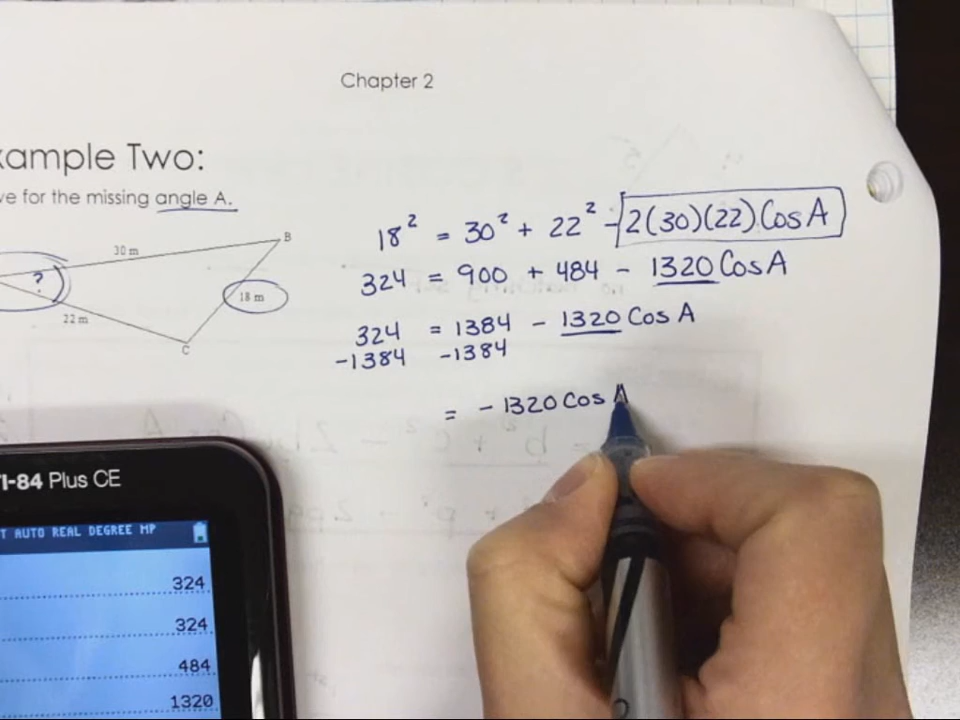 Chapter 2
xample Two:
ve for the missing angle A.
30 m
B
?
18 m
22 m
C
18² = 30² + 22² - 2(30)(22) Cos A
324 = 900 + 484 - 1320 Cos A
324 = 1384 - 1320 Cos A
-1384 -1384
= - 1320 Cos A
TI-84 Plus CE
T AUTO REAL DEGREE MP
324
324
484
1320